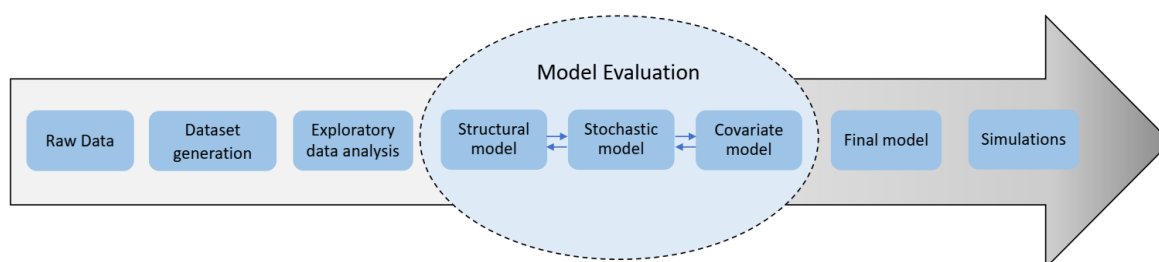 Model Evaluation
Raw Data
Dataset
generation
Exploratory
data analysis
Structural
model
Stochastic
model
Covariate
model
Final model
Simulations